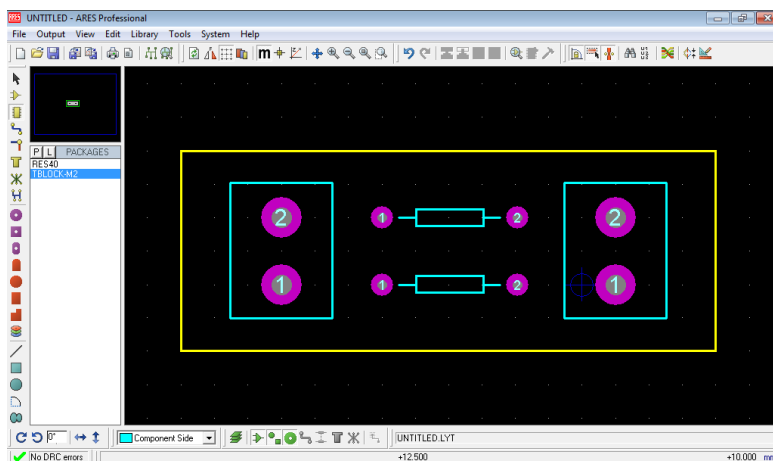 UNTITLED - ARES Professional
File Output View Edit Library Tools System Help
m
P L PACKAGES
RES40
TBLOCK-M2
2 1 2 2
1 1 2 1
0° Component Side UNTITLED.LYT
No DRC errors +12.500 +10.000